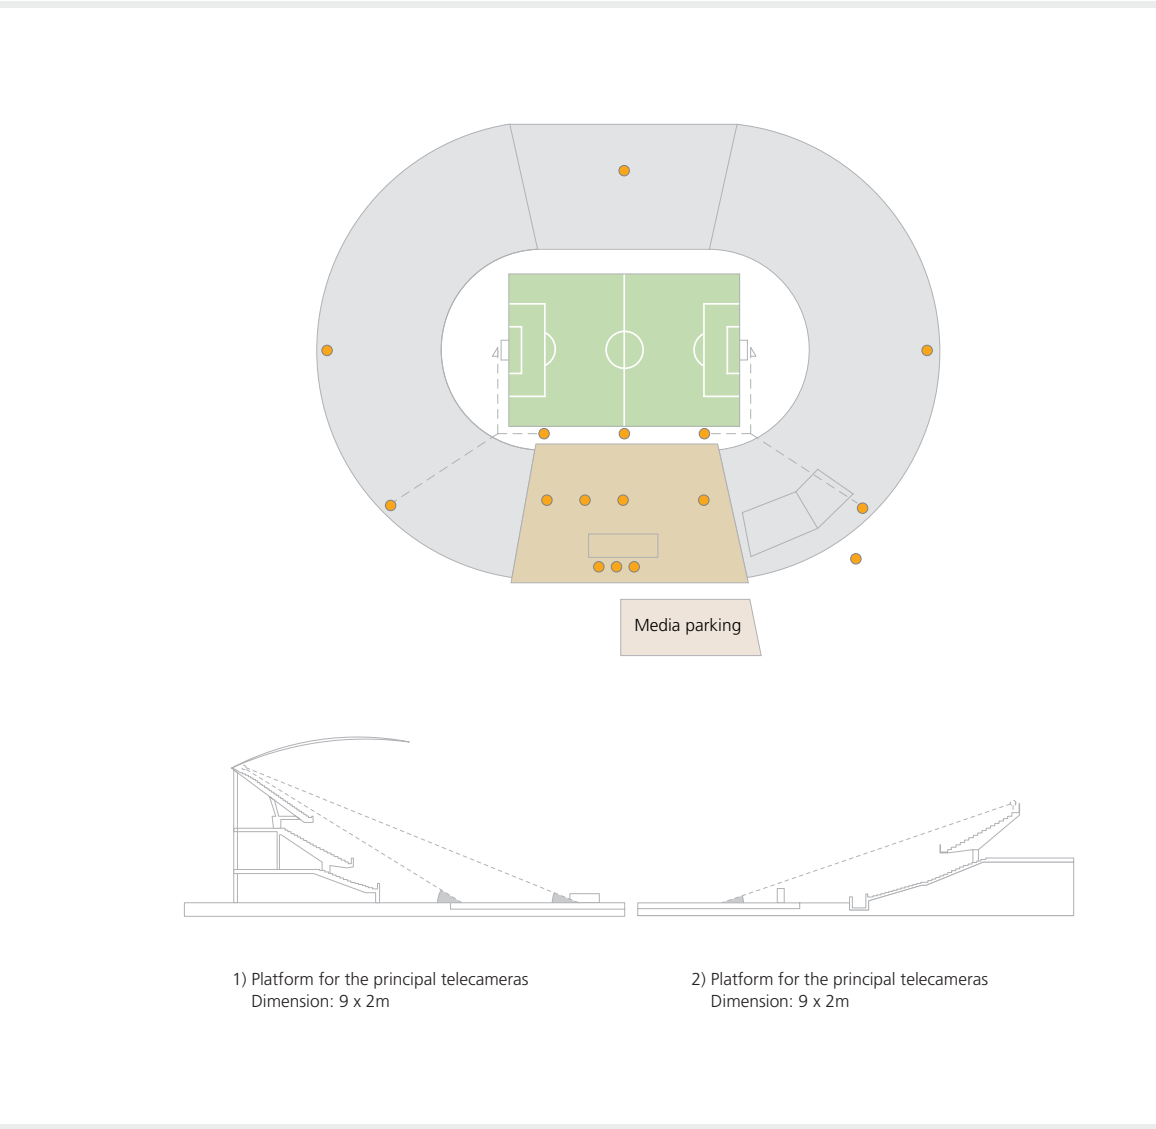 Media parking
1) Platform for the principal telecameras
Dimension: 9 x 2m
2) Platform for the principal telecameras
Dimension: 9 x 2m